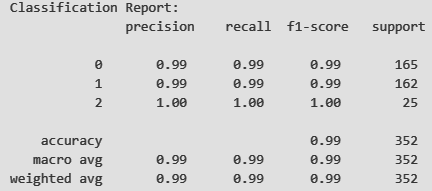 Classification Report:
precision recall f1-score support
0 0.99 0.99 0.99 165
1 0.99 0.99 0.99 162
2 1.00 1.00 1.00 25
accuracy 0.99 352
macro avg 0.99 0.99 0.99 352
weighted avg 0.99 0.99 0.99 352